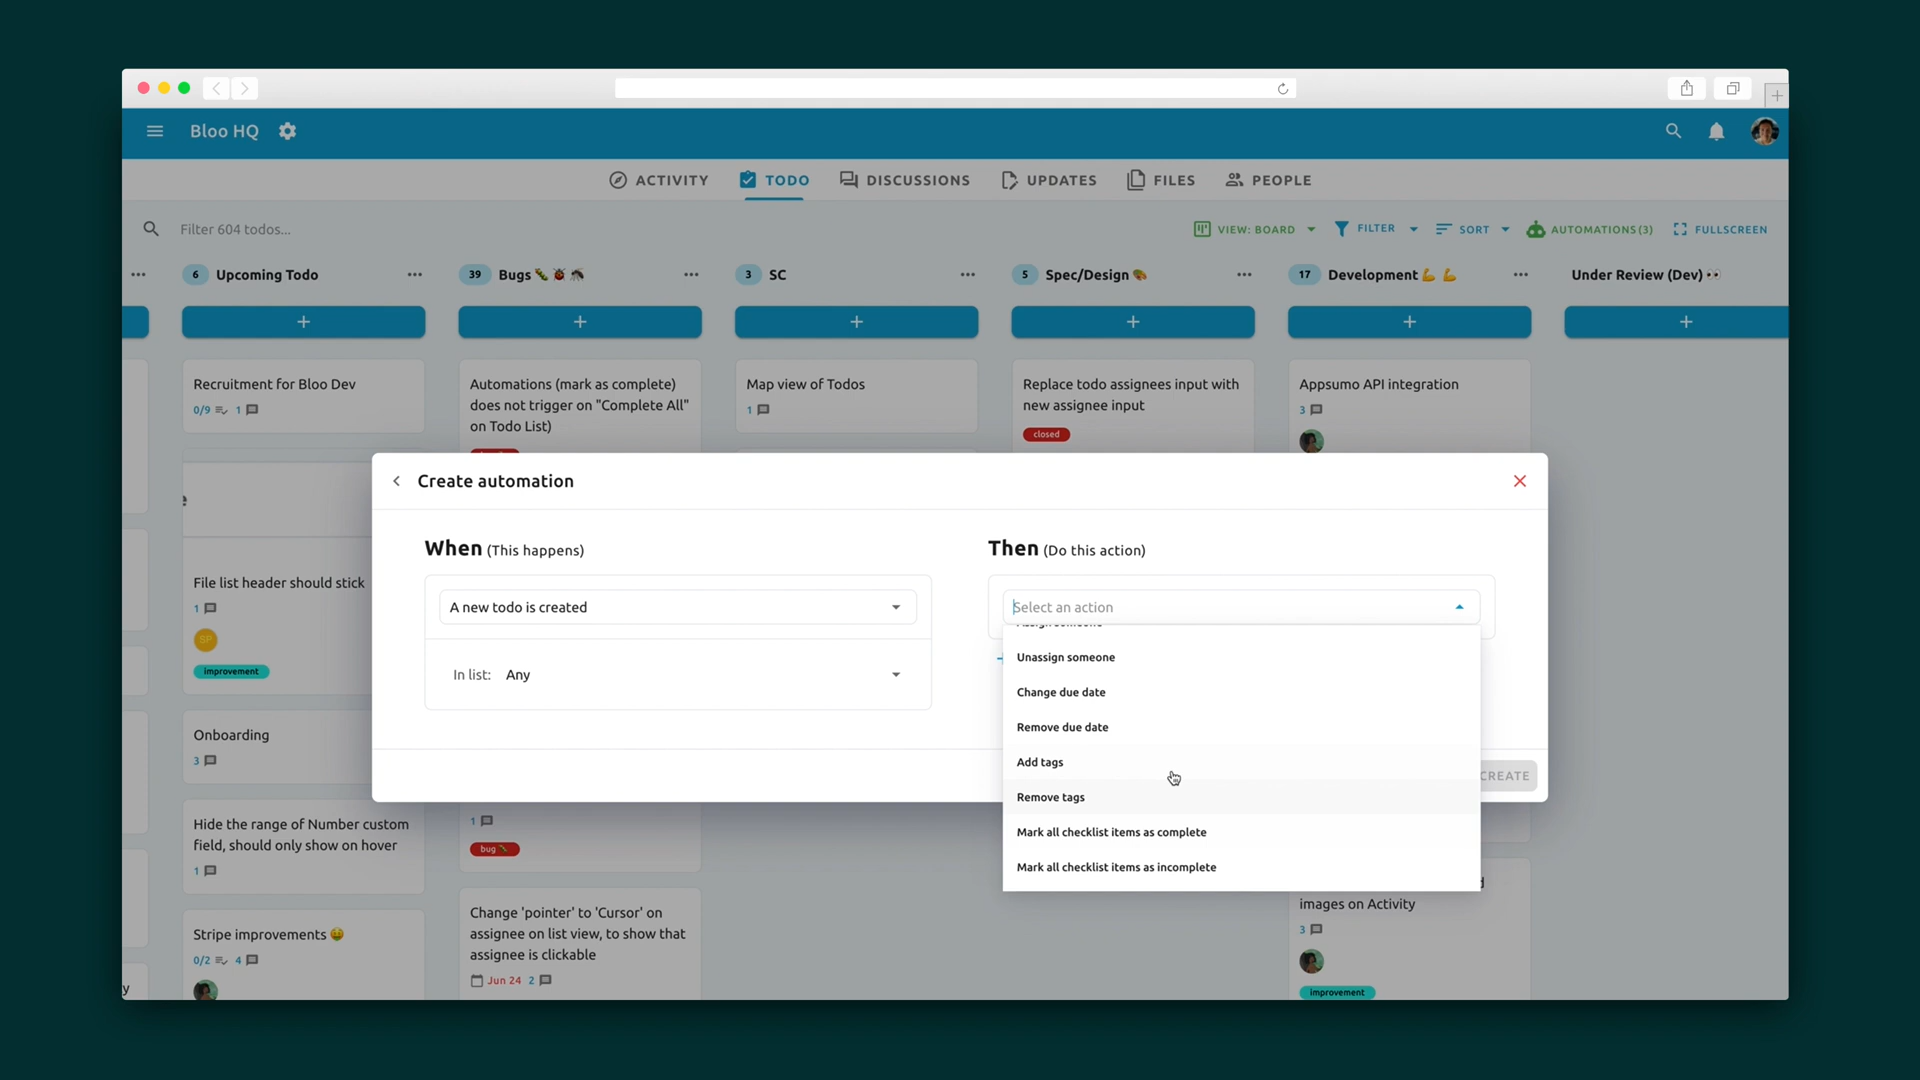 Bloo HQ
ACTIVITY
TODO
DISCUSSIONS
UPDATES
FILES
PEOPLE
Filter 604 todos...
VIEW: BOARD
FILTER
SORT
AUTOMATIONS (3)
FULLSCREEN
6 Upcoming Todo
39 Bugs 🐛 🐞 🦟
3 SC
5 Spec/Design 🎨
17 Development 💪 💪
Under Review (Dev) 👀
Recruitment for Bloo Dev
0/9 1
Automations (mark as complete)
does not trigger on "Complete All"
on Todo List)
Map view of Todos
1
Replace todo assignees input with
new assignee input
closed
Appsumo API integration
3
Create automation
When (This happens)
A new todo is created
In list: Any
Then (Do this action)
Select an action
Assign someone
Unassign someone
Change due date
Remove due date
Add tags
Remove tags
Mark all checklist items as complete
Mark all checklist items as incomplete
CREATE
e
File list header should stick
1
SP
improvement
Onboarding
3
Hide the range of Number custom
field, should only show on hover
1
Stripe improvements 🤑
0/2 4
y
1
bug 🐛
Change 'pointer' to 'Cursor' on
assignee on list view, to show that
assignee is clickable
Jun 24 2
images on Activity
3
improvement